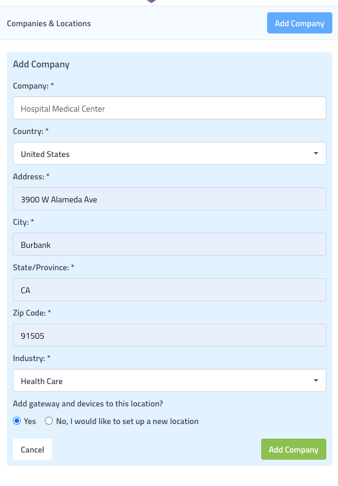 Companies & Locations
Add Company
Add Company
Company: *
Hospital Medical Center
Country: *
United States
Address: *
3900 W Alameda Ave
City: *
Burbank
State/Province: *
CA
Zip Code: *
91505
Industry: *
Health Care
Add gateway and devices to this location?
Yes
No, I would like to set up a new location
Cancel
Add Company